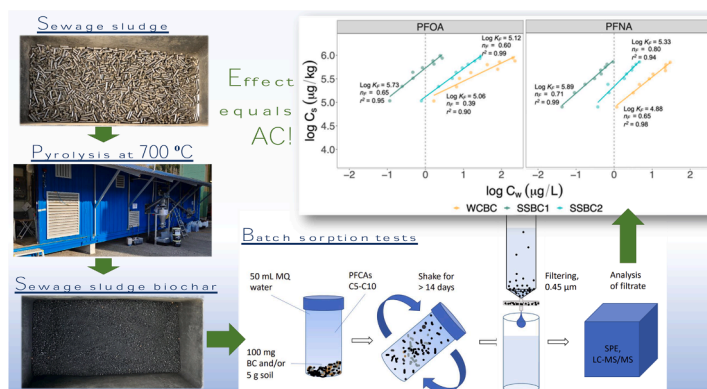 Sewage sludge
Pyrolysis at 700 ºC
Sewage sludge biochar
Effect
equals
AC!
PFOA
PFNA
log Cs (µg/kg)
6.0
5.5
5.0
4.5
4.0
Log KF = 5.73
nF = 0.65
r² = 0.95
Log KF = 5.12
nF = 0.60
r² = 0.99
Log KF = 5.06
nF = 0.39
r² = 0.90
Log KF = 5.89
nF = 0.71
r² = 0.99
Log KF = 5.33
nF = 0.80
r² = 0.94
Log KF = 4.88
nF = 0.65
r² = 0.98
−2 −1 0 1 2 −2 −1 0 1 2
log Cw (µg/L)
WCBC SSBC1 SSBC2
Batch sorption tests
50 mL MQ
water
PFCAs
C5-C10
100 mg
BC and/or
5 g soil
Shake for
> 14 days
Filtering,
0.45 µm
Analysis
of filtrate
SPE,
LC-MS/MS